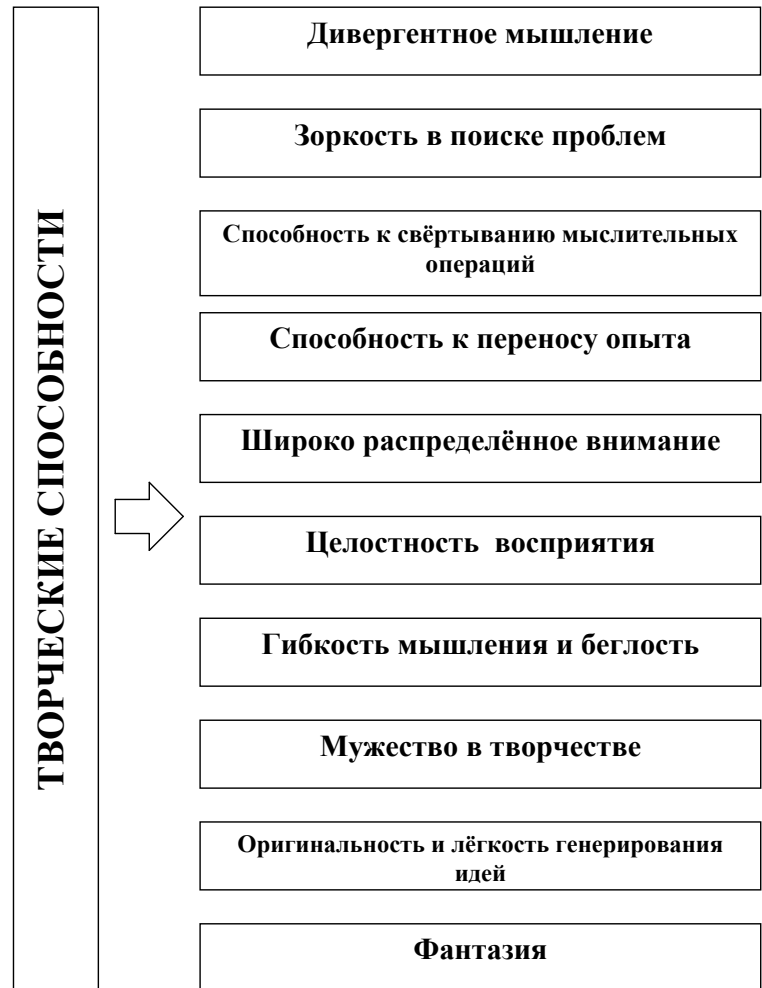 ТВОРЧЕСКИЕ СПОСОБНОСТИ
Дивергентное мышление
Зоркость в поиске проблем
Способность к свёртыванию мыслительных
операций
Способность к переносу опыта
Широко распределённое внимание
Целостность восприятия
Гибкость мышления и беглость
Мужество в творчестве
Оригинальность и лёгкость генерирования
идей
Фантазия